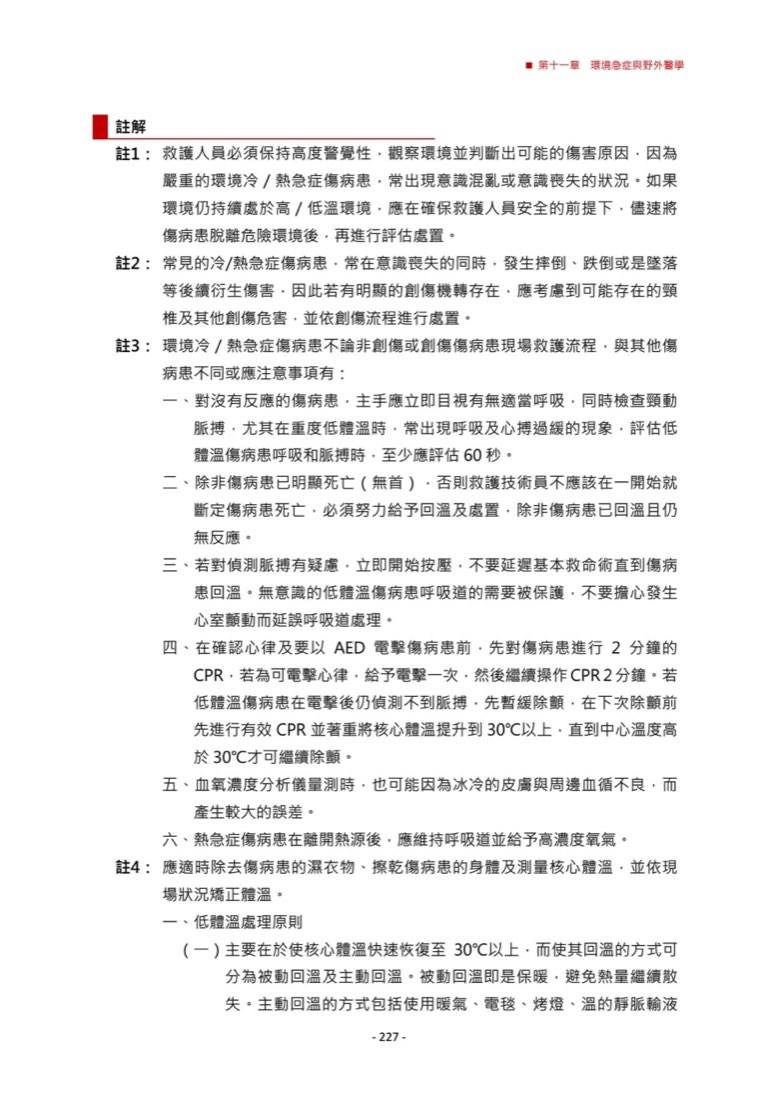 ■ 第十一章 環境急症與野外醫學
註解
註1：救護人員必須保持高度警覺性，觀察環境並判斷出可能的傷害原因，因為
嚴重的環境冷／熱急症傷病患，常出現意識混亂或意識喪失的狀況。如果
環境仍持續處於高／低溫環境，應在確保救護人員安全的前提下，儘速將
傷病患脫離危險環境後，再進行評估處置。
註2：常見的冷/熱急症傷病患，常在意識喪失的同時，發生摔倒、跌倒或是墜落
等後續衍生傷害，因此若有明顯的創傷機轉存在，應考慮到可能存在的頸
椎及其他創傷危害，並依創傷流程進行處置。
註3：環境冷／熱急症傷病患不論非創傷或創傷傷病患現場救護流程，與其他傷
病患不同或應注意事項有：
一、對沒有反應的傷病患，主手應立即目視有無適當呼吸，同時檢查頸動
脈搏，尤其在重度低體溫時，常出現呼吸及心搏過緩的現象，評估低
體溫傷病患呼吸和脈搏時，至少應評估 60 秒。
二、除非傷病患已明顯死亡（無首），否則救護技術員不應該在一開始就
斷定傷病患死亡，必須努力給予回溫及處置，除非傷病患已回溫且仍
無反應。
三、若對偵測脈搏有疑慮，立即開始按壓，不要延遲基本救命術直到傷病
患回溫。無意識的低體溫傷病患呼吸道的需要被保護，不要擔心發生
心室顫動而延誤呼吸道處理。
四、在確認心律及要以 AED 電擊傷病患前，先對傷病患進行 2 分鐘的
CPR，若為可電擊心律，給予電擊一次，然後繼續操作 CPR 2 分鐘。若
低體溫傷病患在電擊後仍偵測不到脈搏，先暫緩除顫，在下次除顫前
先進行有效 CPR 並著重將核心體溫提升到 30℃以上，直到中心溫度高
於 30℃才可繼續除顫。
五、血氧濃度分析儀量測時，也可能因為冰冷的皮膚與周邊血循不良，而
產生較大的誤差。
六、熱急症傷病患在離開熱源後，應維持呼吸道並給予高濃度氧氣。
註4：應適時除去傷病患的濕衣物、擦乾傷病患的身體及測量核心體溫，並依現
場狀況矯正體溫。
一、低體溫處理原則
（一）主要在於使核心體溫快速恢復至 30℃以上，而使其回溫的方式可
分為被動回溫及主動回溫。被動回溫即是保暖，避免熱量繼續散
失。主動回溫的方式包括使用暖氣、電毯、烤燈、溫的靜脈輸液
- 227 -